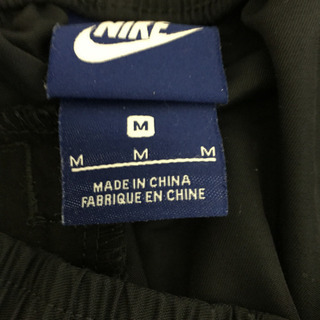 NIKE
M
M M M
MADE IN CHINA
FABRIQUE EN CHINE